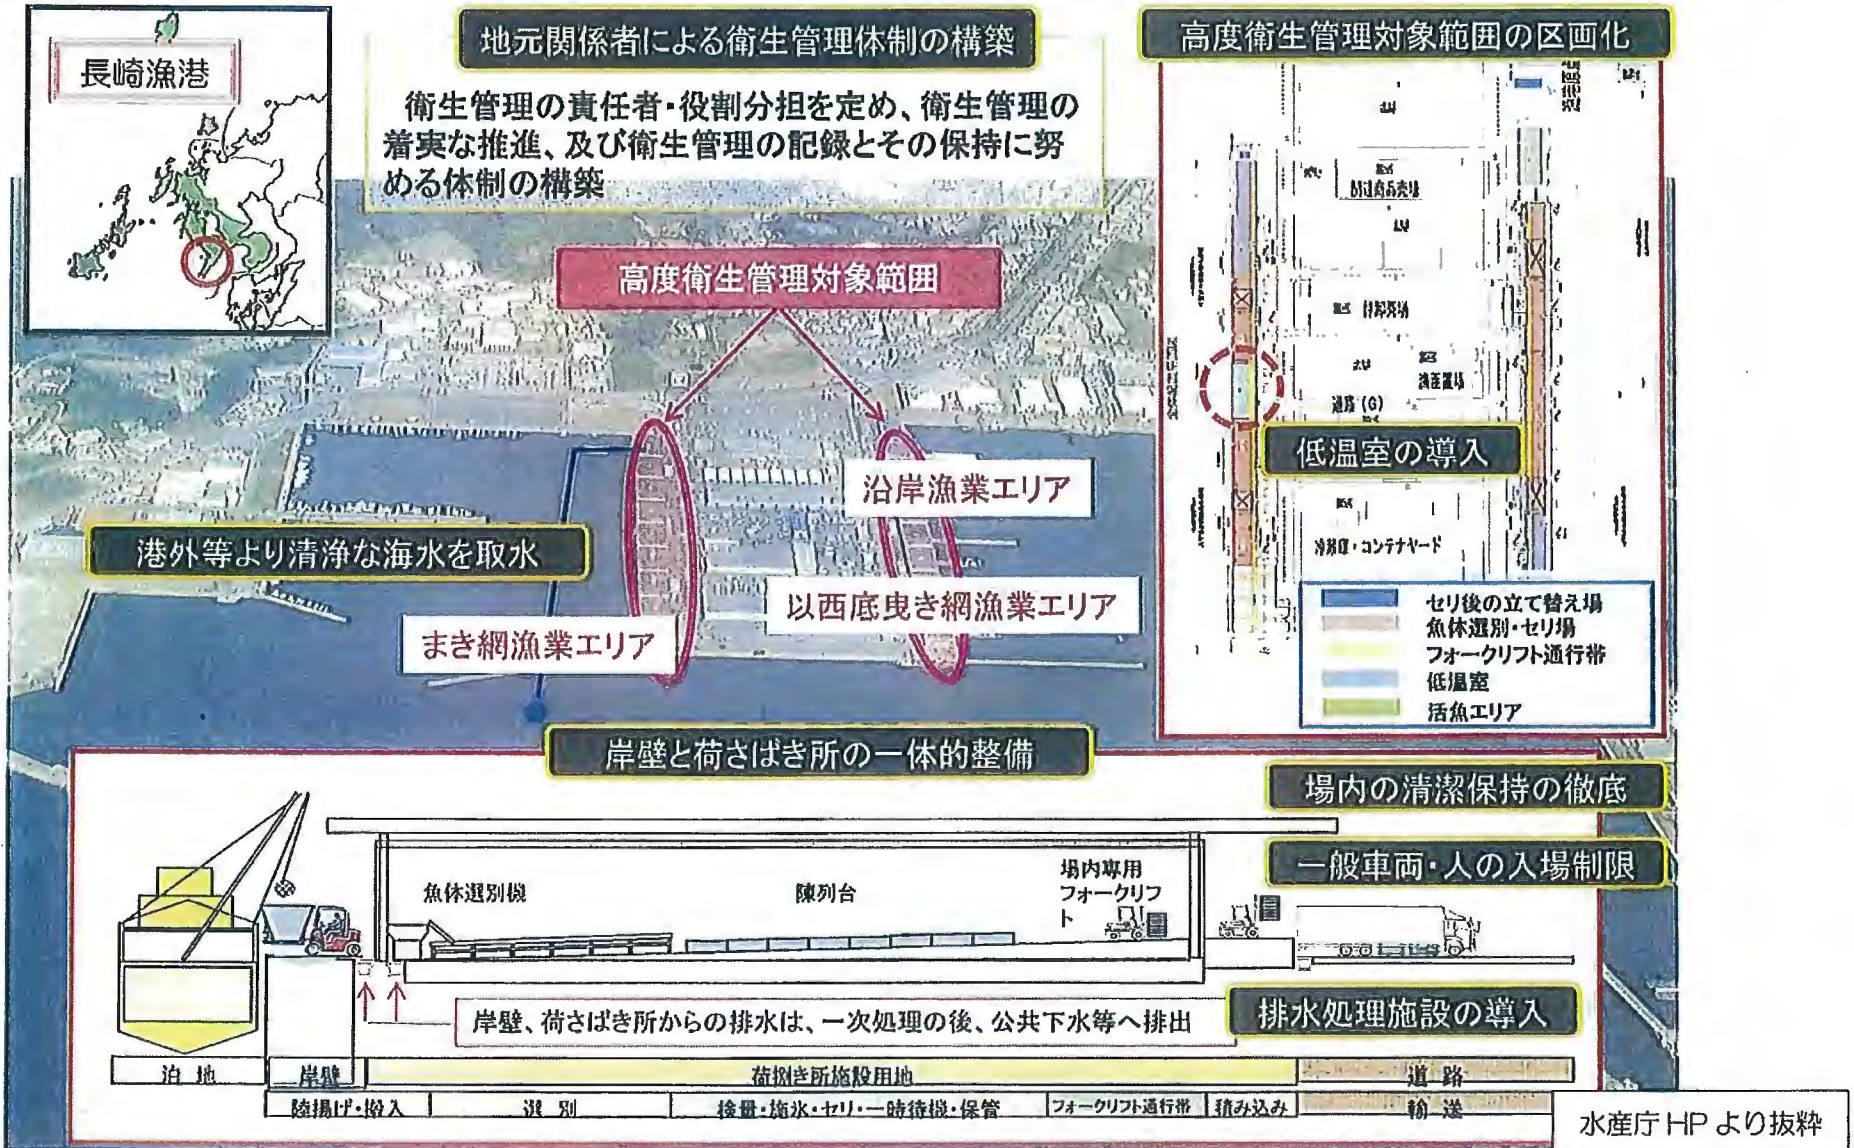 長崎漁港
地元関係者による衛生管理体制の構築
衛生管理の責任者・役割分担を定め、衛生管理の
着実な推進、及び衛生管理の記録とその保持に努
める体制の構築
高度衛生管理対象範囲の区画化
高度衛生管理対象範囲
沿岸漁業エリア
港外等より清浄な海水を取水
以西底曳き網漁業エリア
まき網漁業エリア
通路(G)
低温室の導入
セリ後の立て替え場
魚体選別・セリ場
フォークリフト通行帯
低温室
活魚エリア
岸壁と荷さばき所の一体的整備
場内の清潔保持の徹底
一般車両・人の入場制限
魚体選別機
陳列台
場内専用
フォークリフ
ト
岸壁、荷さばき所からの排水は、一次処理の後、公共下水等へ排出
排水処理施設の導入
泊地
岸壁
荷捌き所施設用地
道路
陸揚げ・搬入
選別
検量・施氷・セリ・一時待機・保管
フォークリフト通行帯
積み込み
輸送
水産庁HPより抜粋